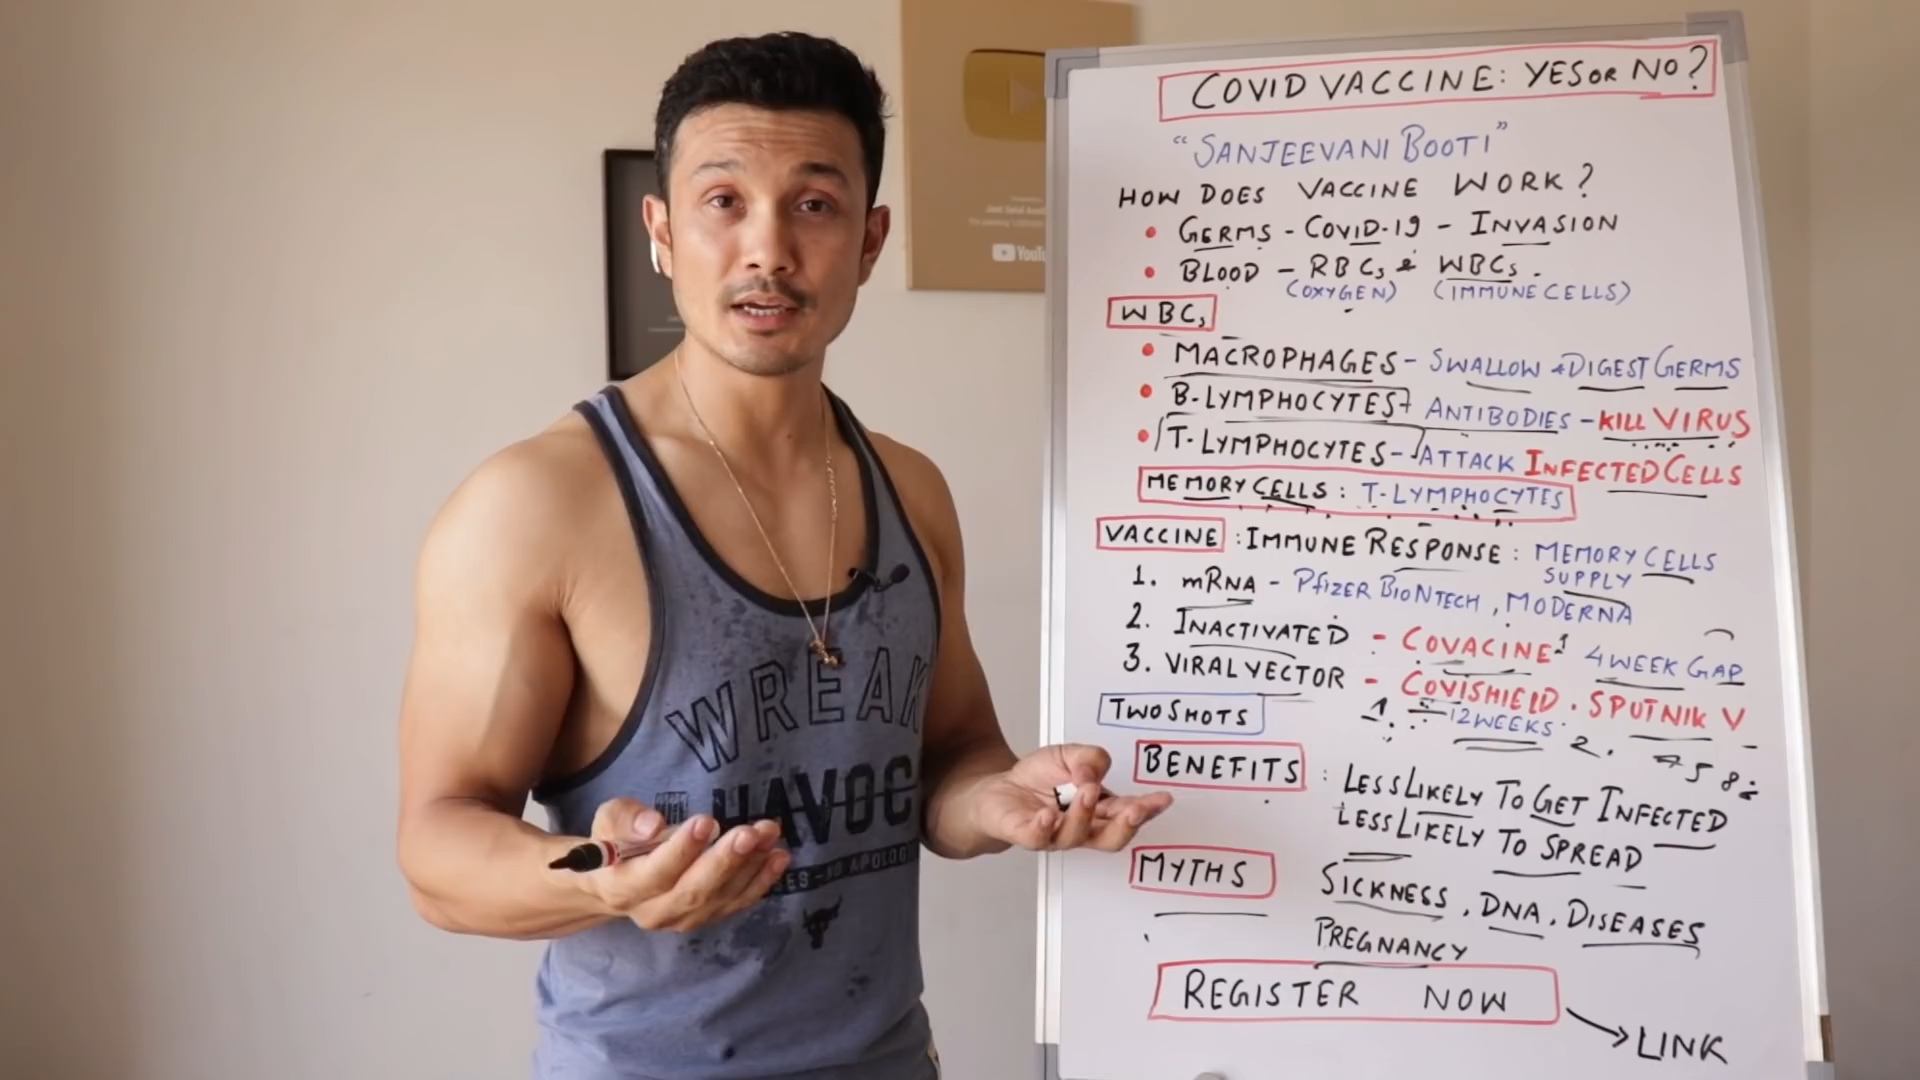 COVID VACCINE: YES OR NO?
"SANJEEVANI BOOTI"
HOW DOES VACCINE WORK?
• GERMS - COVID-19 - INVASION
• BLOOD - RBCs & WBCs.
(OXYGEN) (IMMUNE CELLS)
WBCs
• MACROPHAGES - SWALLOW + DIGEST GERMS
• B-LYMPHOCYTES - ANTIBODIES - KILL VIRUS
• T-LYMPHOCYTES - ATTACK INFECTED CELLS
MEMORY CELLS : T-LYMPHOCYTES
VACCINE : IMMUNE RESPONSE : MEMORY CELLS
SUPPLY
1. mRNA - PFIZER BIONTECH, MODERNA
2. INACTIVATED - COVACINE 4 WEEK GAP
3. VIRAL VECTOR - COVISHIELD . SPUTNIK V
1. 12 WEEKS 2.
TWO SHOTS
BENEFITS : LESS LIKELY TO GET INFECTED
LESS LIKELY TO SPREAD
MYTHS SICKNESS, DNA, DISEASES
PREGNANCY
REGISTER NOW
LINK
WREAK
HAVOC
YouTu